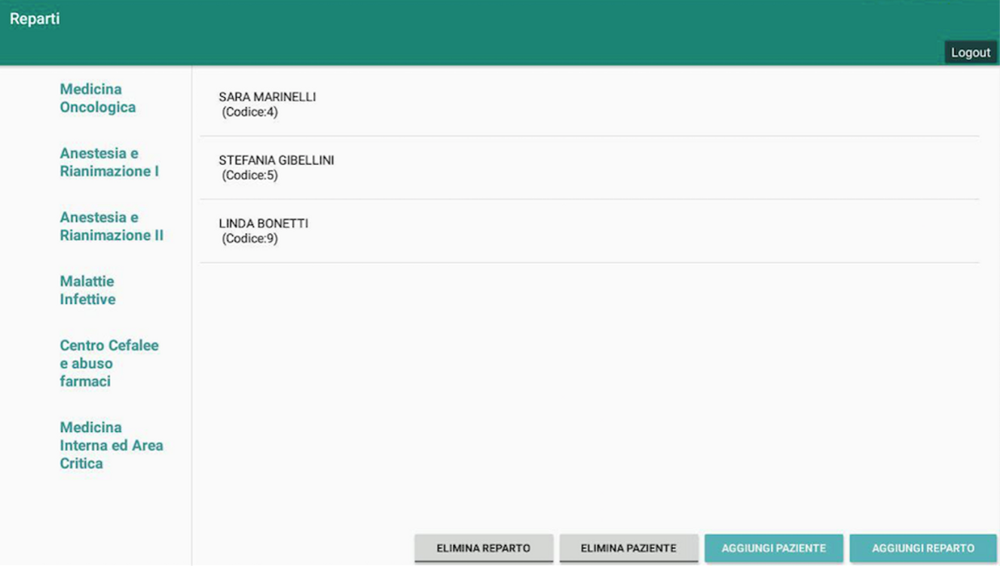 Reparti
Logout
Medicina
Oncologica
Anestesia e
Rianimazione I
Anestesia e
Rianimazione II
Malattie
Infettive
Centro Cefalee
e abuso
farmaci
Medicina
Interna ed Area
Critica
SARA MARINELLI
(Codice:4)
STEFANIA GIBELLINI
(Codice:5)
LINDA BONETTI
(Codice:9)
ELIMINA REPARTO
ELIMINA PAZIENTE
AGGIUNGI PAZIENTE
AGGIUNGI REPARTO